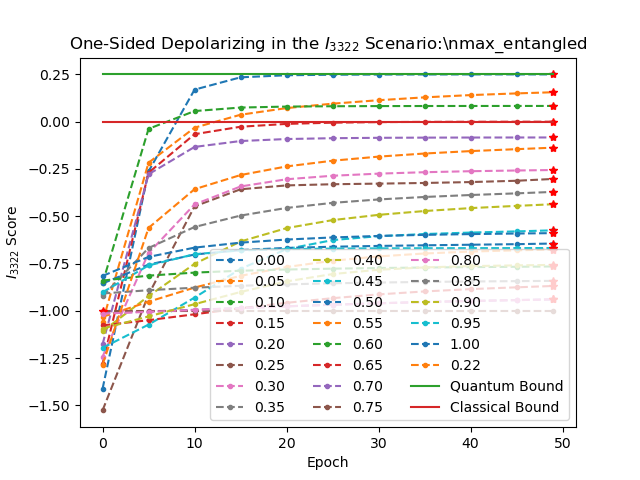 One-Sided Depolarizing in the I3322 Scenario:\nmax_entangled
I3322 Score
0.25
0.00
−0.25
−0.50
−0.75
−1.00
−1.25
−1.50
0 10 20 30 40 50
Epoch
0.00 0.40 0.80
0.05 0.45 0.85
0.10 0.50 0.90
0.15 0.55 0.95
0.20 0.60 1.00
0.25 0.65 0.22
0.30 0.70 Quantum Bound
0.35 0.75 Classical Bound